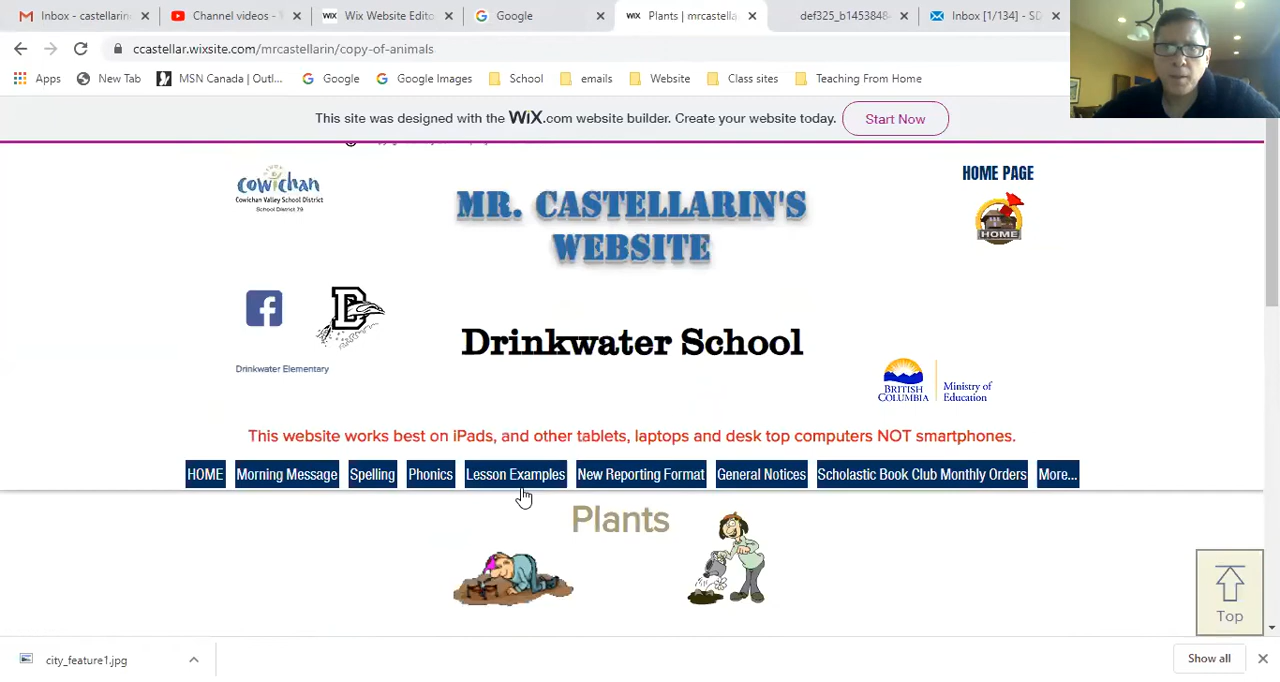 Inbox - castellarin
Channel videos -
WiX Wix Website Edito
Google
WiX Plants | mrcastella
def325_b1453848-
Inbox [1/134] - SD
ccastellar.wixsite.com/mrcastellarin/copy-of-animals
Apps New Tab MSN Canada | Outl... Google Google Images School emails Website Class sites Teaching From Home
This site was designed with the WiX.com website builder. Create your website today. Start Now
Cowichan
Cowichan Valley School District
School District 79
MR. CASTELLARIN'S
WEBSITE
HOME PAGE
HOME
f
D
Drinkwater School
Drinkwater Elementary
BRITISH
COLUMBIA
Ministry of
Education
This website works best on iPads, and other tablets, laptops and desk top computers NOT smartphones.
HOME Morning Message Spelling Phonics Lesson Examples New Reporting Format General Notices Scholastic Book Club Monthly Orders More...
Plants
Top
city_feature1.jpg
Show all